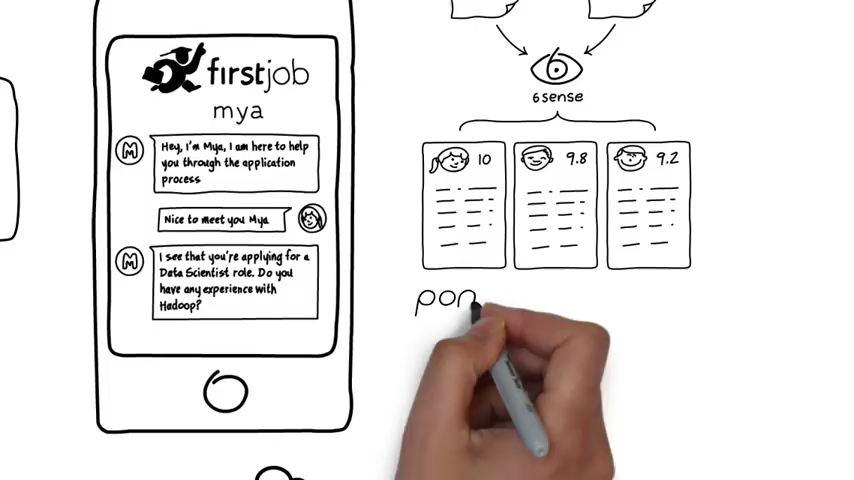 firstjob
mya
M
Hey, I'm Mya, I am here to help
you through the application
process
Nice to meet you Mya
M
I see that you're applying for a
Data Scientist role. Do you
have any experience with
Hadoop?
6
6sense
10
9.8
9.2
pon